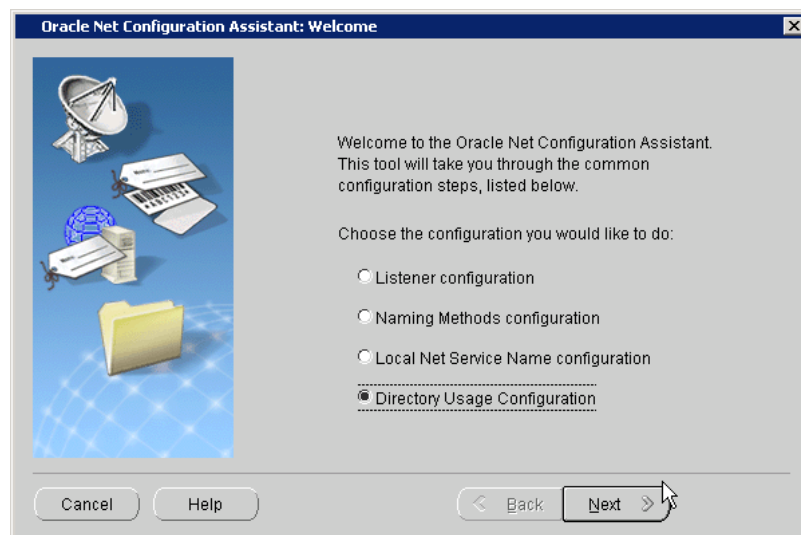 Oracle Net Configuration Assistant: Welcome
Welcome to the Oracle Net Configuration Assistant.
This tool will take you through the common
configuration steps, listed below.
Choose the configuration you would like to do:
Listener configuration
Naming Methods configuration
Local Net Service Name configuration
Directory Usage Configuration
Cancel
Help
Back
Next